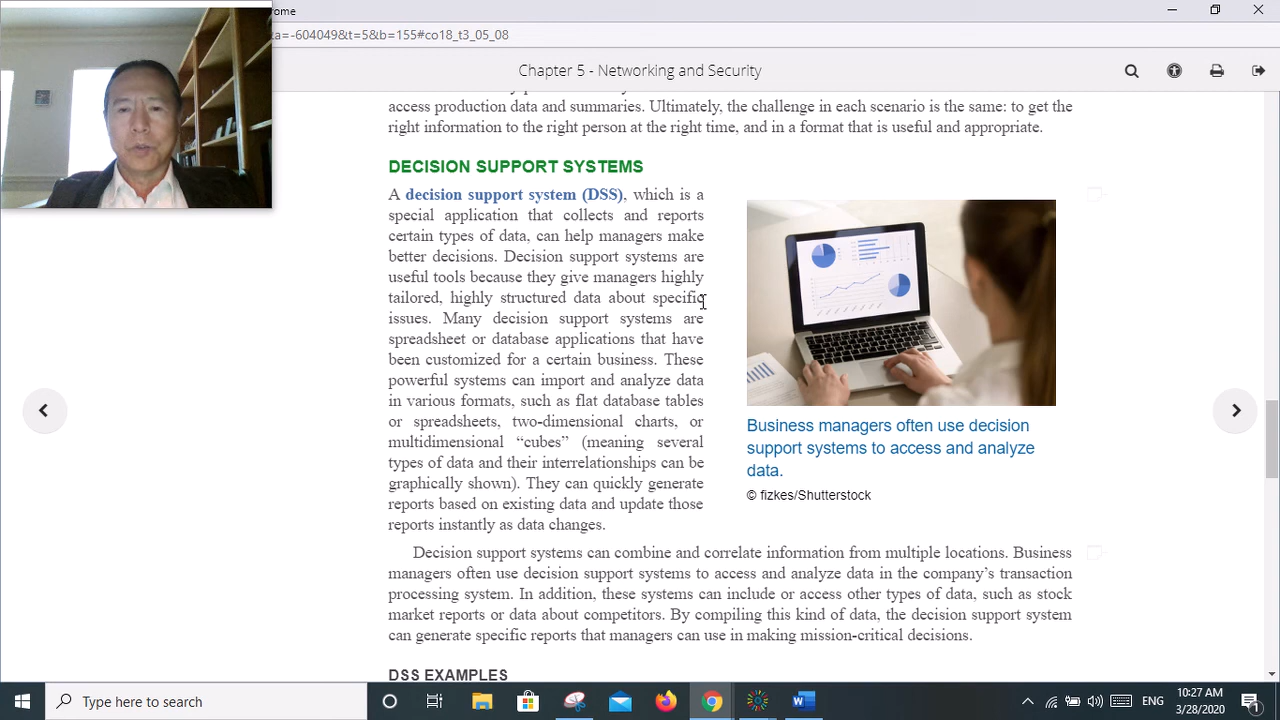 ome
a=-604049&t=5&b=155#co18_t3_05_08
Chapter 5 - Networking and Security
access production data and summaries. Ultimately, the challenge in each scenario is the same: to get the
right information to the right person at the right time, and in a format that is useful and appropriate.
DECISION SUPPORT SYSTEMS
A decision support system (DSS), which is a
special application that collects and reports
certain types of data, can help managers make
better decisions. Decision support systems are
useful tools because they give managers highly
tailored, highly structured data about specific
issues. Many decision support systems are
spreadsheet or database applications that have
been customized for a certain business. These
powerful systems can import and analyze data
in various formats, such as flat database tables
or spreadsheets, two-dimensional charts, or
multidimensional “cubes” (meaning several
types of data and their interrelationships can be
graphically shown). They can quickly generate
reports based on existing data and update those
reports instantly as data changes.
Business managers often use decision
support systems to access and analyze
data.
© fizkes/Shutterstock
Decision support systems can combine and correlate information from multiple locations. Business
managers often use decision support systems to access and analyze data in the company’s transaction
processing system. In addition, these systems can include or access other types of data, such as stock
market reports or data about competitors. By compiling this kind of data, the decision support system
can generate specific reports that managers can use in making mission-critical decisions.
DSS EXAMPLES
Type here to search
ENG
10:27 AM
3/28/2020